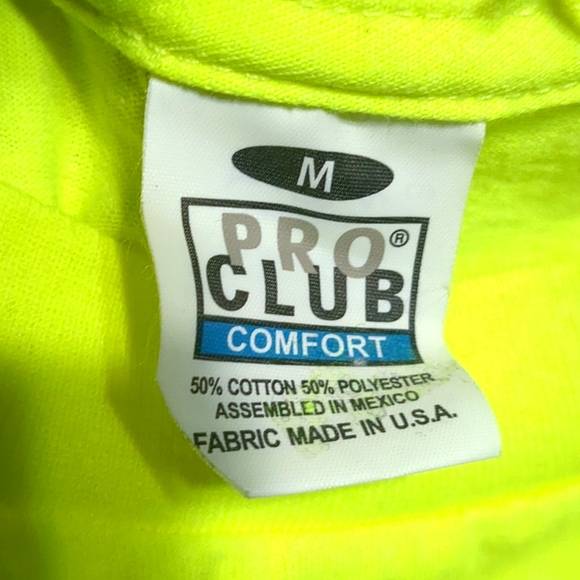 M
PRO®
CLUB
COMFORT
50% COTTON 50% POLYESTER
ASSEMBLED IN MEXICO
FABRIC MADE IN U.S.A.